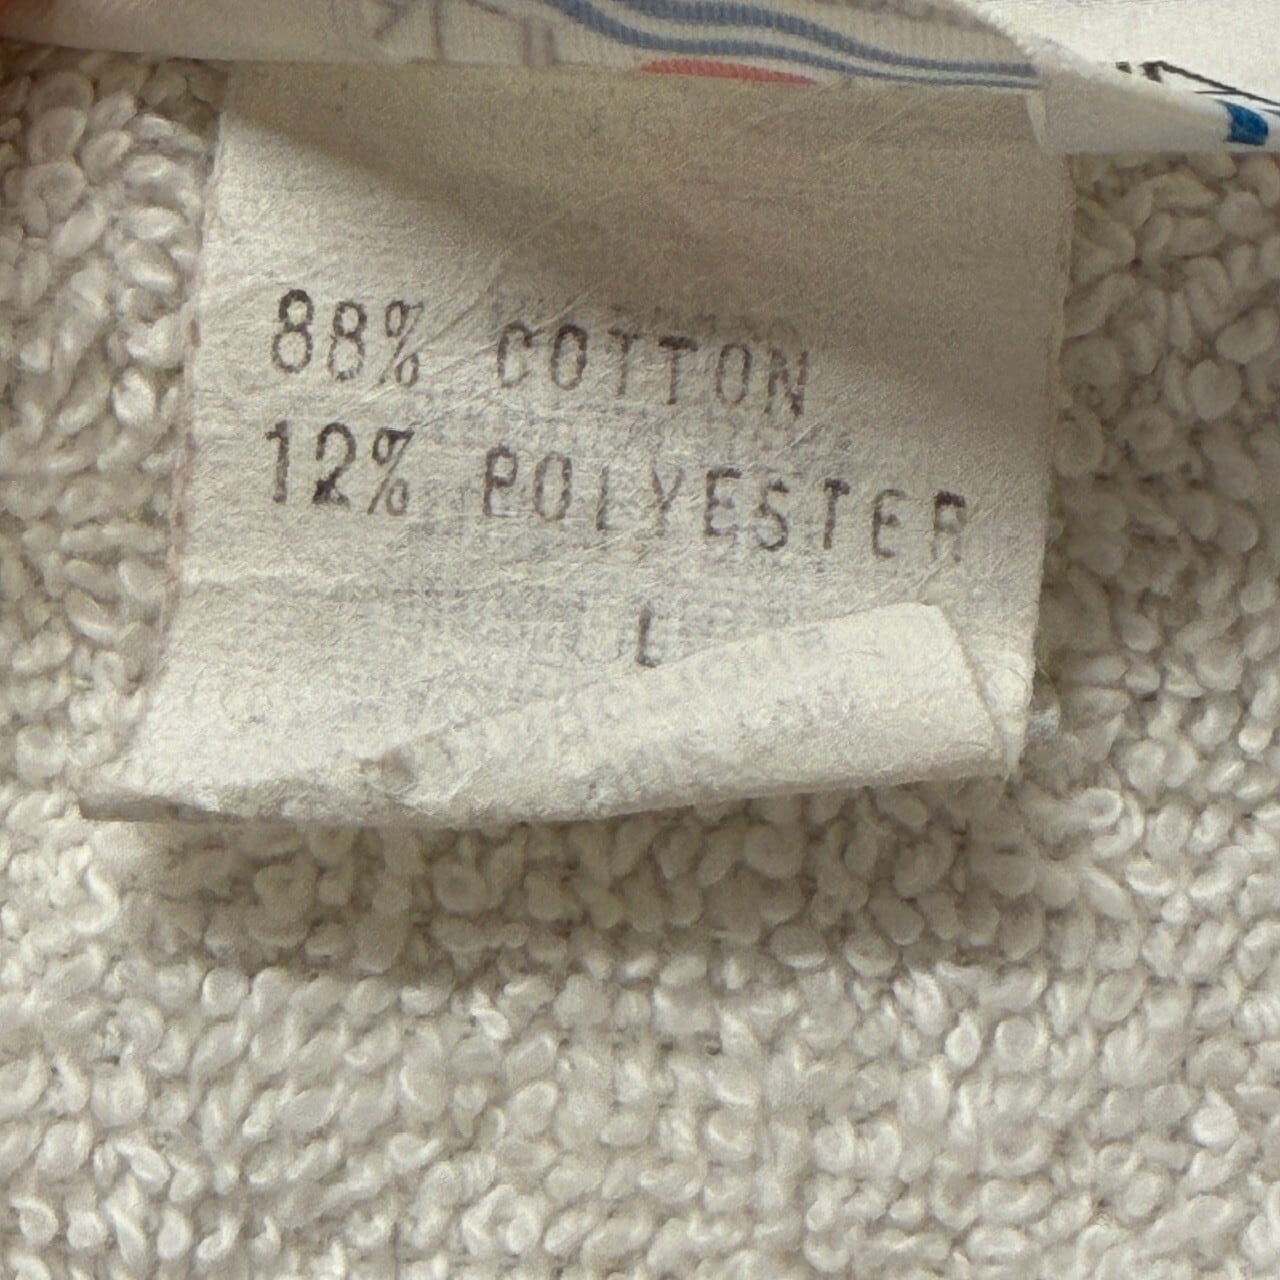 88% COTTON
12% POLYESTER
L